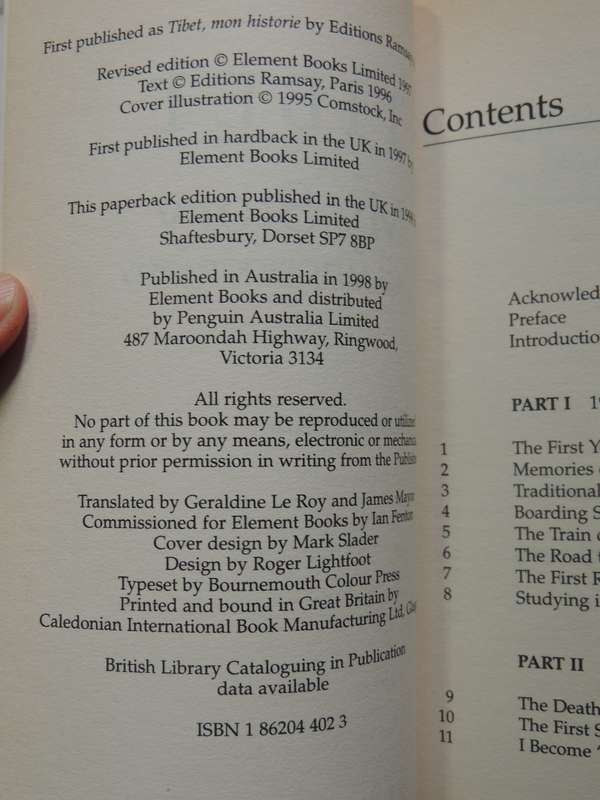 First published as Tibet, mon historie by Editions Ramsay
Revised edition © Element Books Limited 1997
Text © Editions Ramsay, Paris 1996
Cover illustration © 1995 Comstock, Inc
First published in hardback in the UK in 1997 by
Element Books Limited
This paperback edition published in the UK in
Element Books Limited
Shaftesbury, Dorset SP7 8BP
Published in Australia in 1998 by
Element Books and distributed
by Penguin Australia Limited
487 Maroondah Highway, Ringwood,
Victoria 3134
All rights reserved.
No part of this book may be reproduced or utilized
in any form or by any means, electronic or mechanical
without prior permission in writing from the Publisher
Translated by Geraldine Le Roy and James
Commissioned for Element Books by Ian Fenton
Cover design by Mark Slader
Design by Roger Lightfoot
Typeset by Bournemouth Colour Press
Printed and bound in Great Britain by
Caledonian International Book Manufacturing Ltd,
British Library Cataloguing in Publication
data available
ISBN 1 86204 402 3
Contents
Acknowled
Preface
Introductio
PART I 19
1 The First Y
2 Memories
3 Traditional
4 Boarding S
5 The Train
6 The Road
7 The First R
8 Studying i
PART II
9 The Death
10 The First S
11 I Become